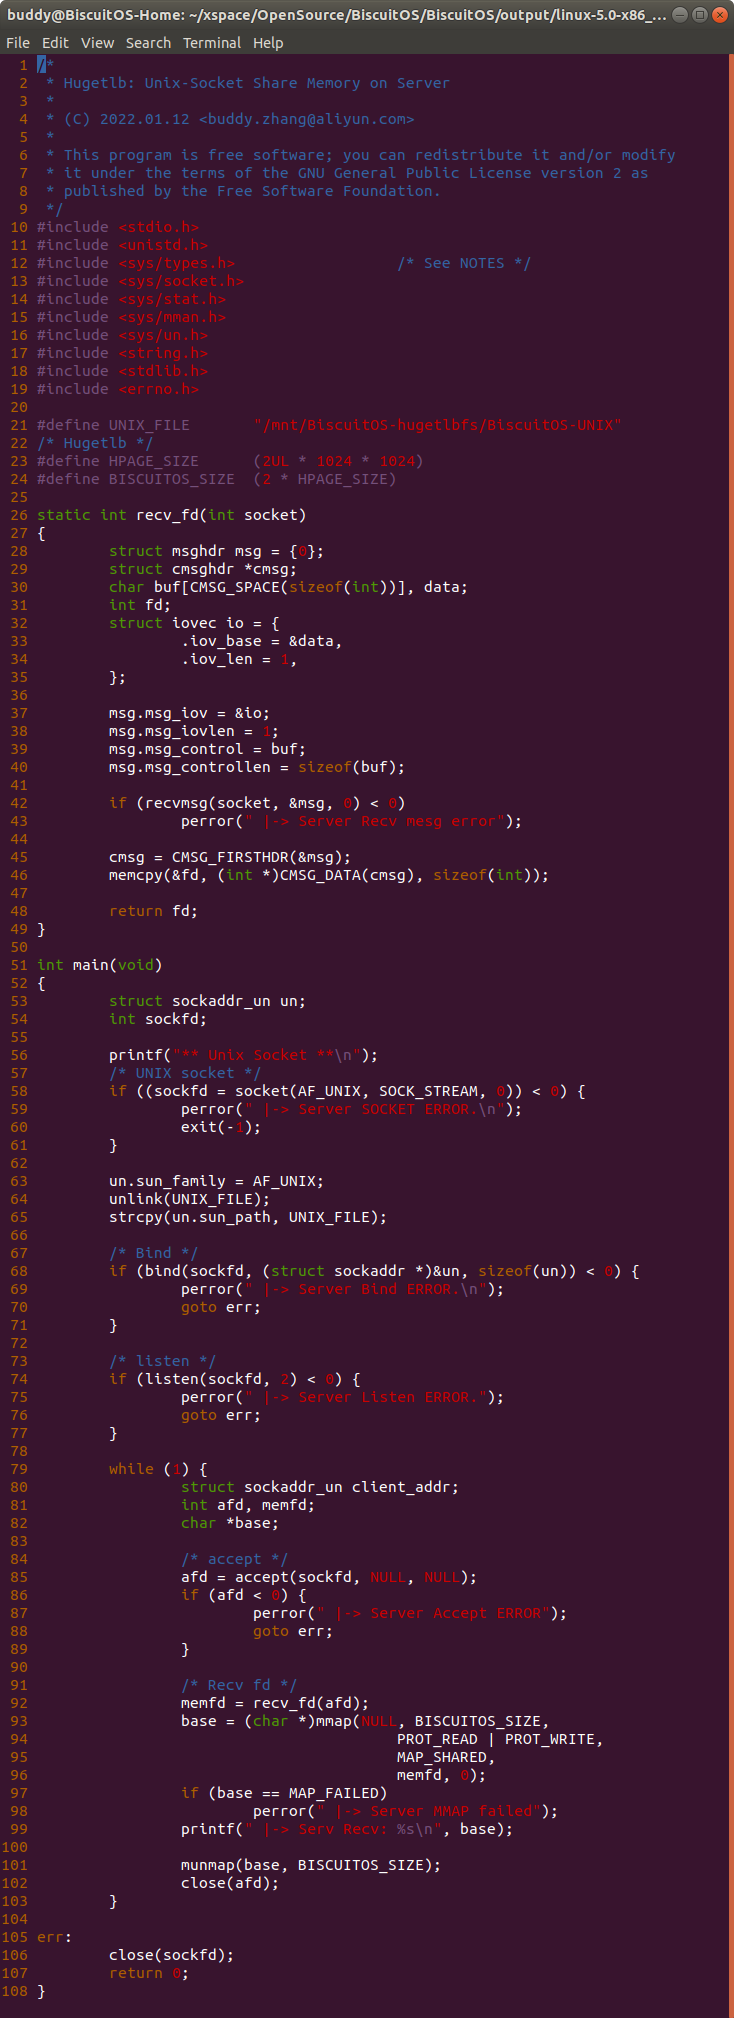 buddy@BiscuitOS-Home: ~/xspace/OpenSource/BiscuitOS/BiscuitOS/output/linux-5.0-x86_...
File Edit View Search Terminal Help
1 /*
2  * Hugetlb: Unix-Socket Share Memory on Server
3  *
4  * (C) 2022.01.12 <buddy.zhang@aliyun.com>
5  *
6  * This program is free software; you can redistribute it and/or modify
7  * it under the terms of the GNU General Public License version 2 as
8  * published by the Free Software Foundation.
9  */
10 #include <stdio.h>
11 #include <unistd.h>
12 #include <sys/types.h>                  /* See NOTES */
13 #include <sys/socket.h>
14 #include <sys/stat.h>
15 #include <sys/mman.h>
16 #include <sys/un.h>
17 #include <string.h>
18 #include <stdlib.h>
19 #include <errno.h>
20
21 #define UNIX_FILE       "/mnt/BiscuitOS-hugetlbfs/BiscuitOS-UNIX"
22 /* Hugetlb */
23 #define HPAGE_SIZE      (2UL * 1024 * 1024)
24 #define BISCUITOS_SIZE  (2 * HPAGE_SIZE)
25
26 static int recv_fd(int socket)
27 {
28         struct msghdr msg = {0};
29         struct cmsghdr *cmsg;
30         char buf[CMSG_SPACE(sizeof(int))], data;
31         int fd;
32         struct iovec io = {
33                 .iov_base = &data,
34                 .iov_len = 1,
35         };
36
37         msg.msg_iov = &io;
38         msg.msg_iovlen = 1;
39         msg.msg_control = buf;
40         msg.msg_controllen = sizeof(buf);
41
42         if (recvmsg(socket, &msg, 0) < 0)
43                 perror(" |-> Server Recv mesg error");
44
45         cmsg = CMSG_FIRSTHDR(&msg);
46         memcpy(&fd, (int *)CMSG_DATA(cmsg), sizeof(int));
47
48         return fd;
49 }
50
51 int main(void)
52 {
53         struct sockaddr_un un;
54         int sockfd;
55
56         printf("** Unix Socket **\n");
57         /* UNIX socket */
58         if ((sockfd = socket(AF_UNIX, SOCK_STREAM, 0)) < 0) {
59                 perror(" |-> Server SOCKET ERROR.\n");
60                 exit(-1);
61         }
62
63         un.sun_family = AF_UNIX;
64         unlink(UNIX_FILE);
65         strcpy(un.sun_path, UNIX_FILE);
66
67         /* Bind */
68         if (bind(sockfd, (struct sockaddr *)&un, sizeof(un)) < 0) {
69                 perror(" |-> Server Bind ERROR.\n");
70                 goto err;
71         }
72
73         /* listen */
74         if (listen(sockfd, 2) < 0) {
75                 perror(" |-> Server Listen ERROR.");
76                 goto err;
77         }
78
79         while (1) {
80                 struct sockaddr_un client_addr;
81                 int afd, memfd;
82                 char *base;
83
84                 /* accept */
85                 afd = accept(sockfd, NULL, NULL);
86                 if (afd < 0) {
87                         perror(" |-> Server Accept ERROR");
88                         goto err;
89                 }
90
91                 /* Recv fd */
92                 memfd = recv_fd(afd);
93                 base = (char *)mmap(NULL, BISCUITOS_SIZE,
94                                         PROT_READ | PROT_WRITE,
95                                         MAP_SHARED,
96                                         memfd, 0);
97                 if (base == MAP_FAILED)
98                         perror(" |-> Server MMAP failed");
99                 printf(" |-> Serv Recv: %s\n", base);
100
101                 munmap(base, BISCUITOS_SIZE);
102                 close(afd);
103         }
104
105 err:
106         close(sockfd);
107         return 0;
108 }